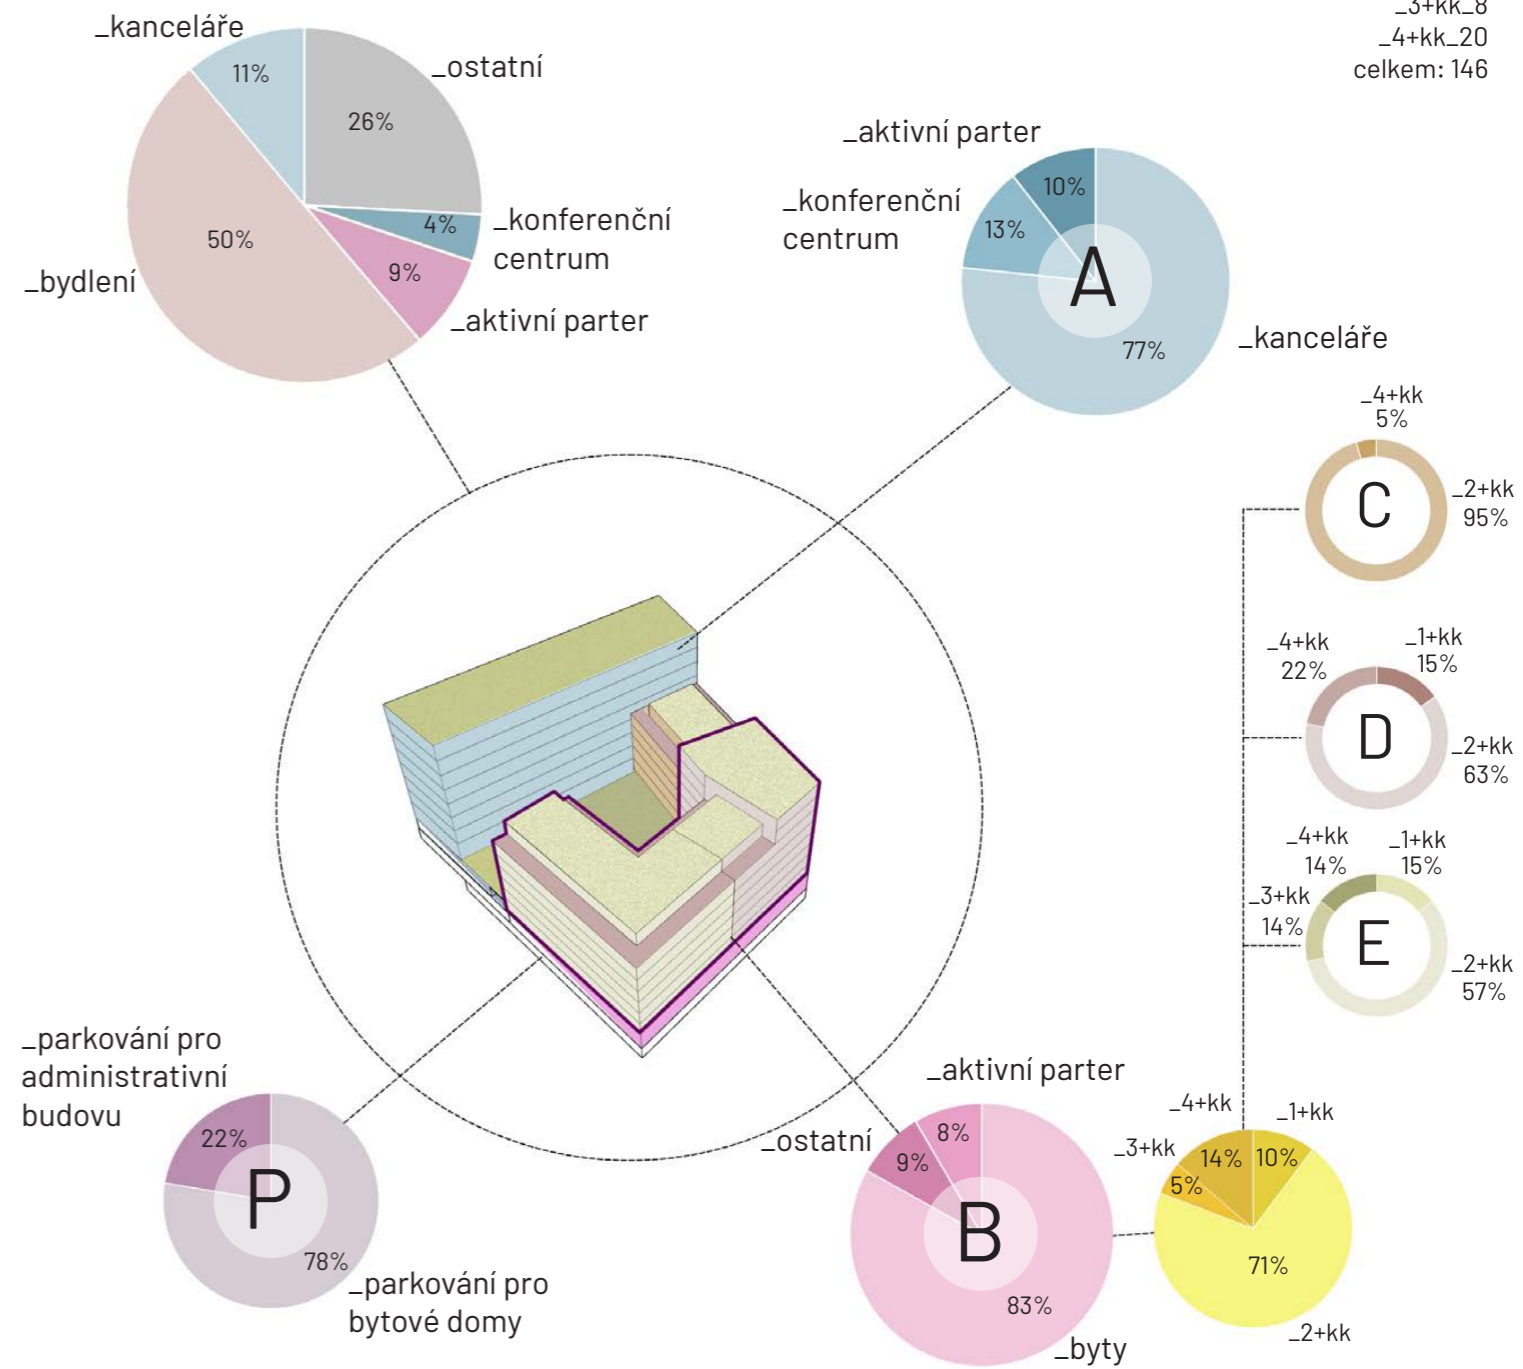 _3+kk_8
_4+kk_20
celkem: 146
_kanceláře
11%
_ostatní
26%
4%
_konferenční
centrum
50%
9%
_bydlení
_aktivní parter
_aktivní parter
10%
_konferenční
centrum
13%
A
77%
_kanceláře
_4+kk
5%
C
_2+kk
95%
_4+kk
22%
_1+kk
15%
D
_2+kk
63%
_4+kk
14%
_1+kk
15%
_3+kk
14%
E
_2+kk
57%
_parkování pro
administrativní
budovu
22%
P
78%
_parkování pro
bytové domy
_aktivní parter
_ostatní
8%
9%
B
83%
_byty
_4+kk
_1+kk
_3+kk
14%
10%
5%
71%
_2+kk